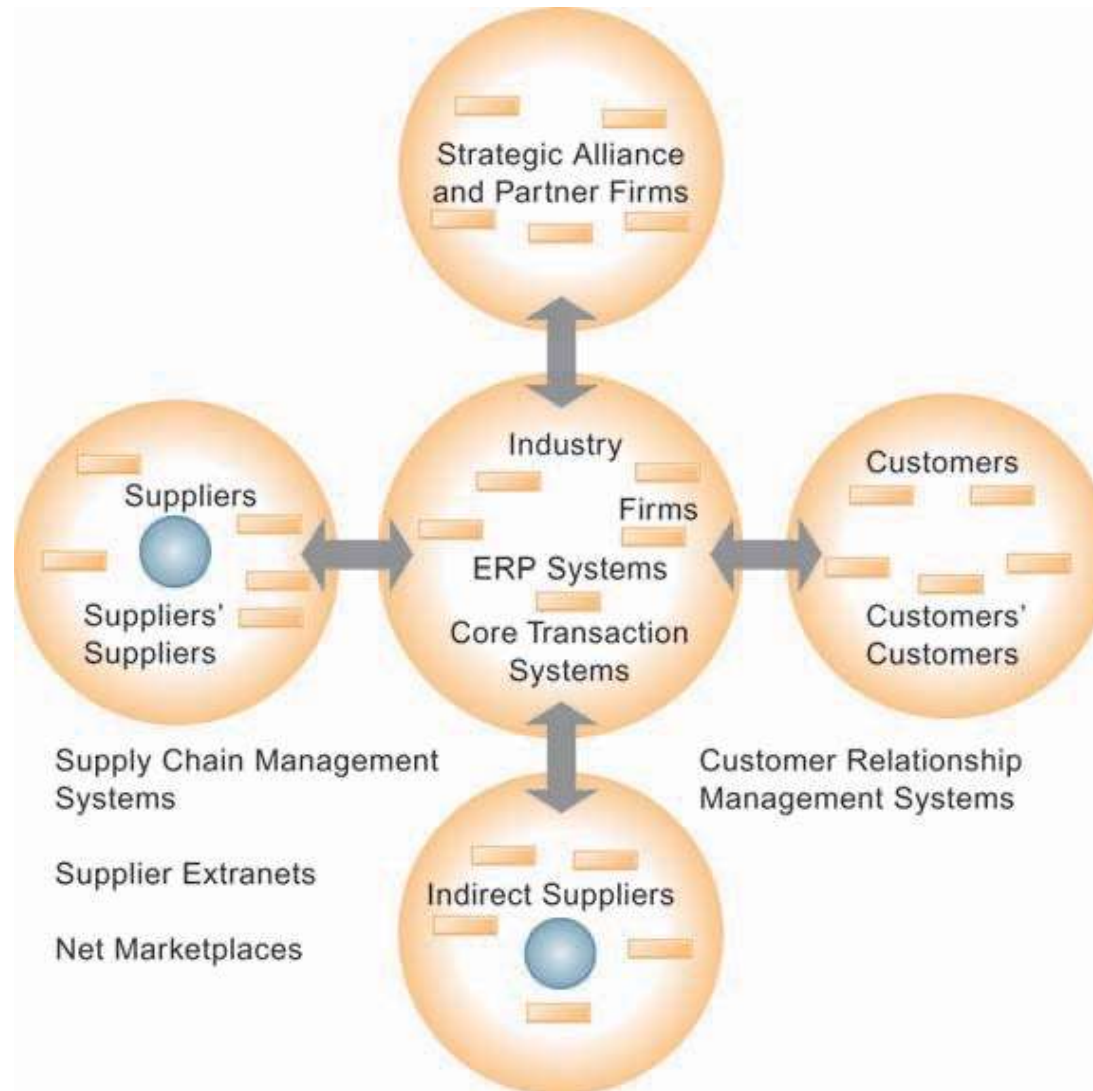 Strategic Alliance
and Partner Firms
Industry
Firms
ERP Systems
Core Transaction
Systems
Suppliers
Suppliers'
Suppliers
Customers
Customers'
Customers
Supply Chain Management
Systems
Supplier Extranets
Net Marketplaces
Customer Relationship
Management Systems
Indirect Suppliers